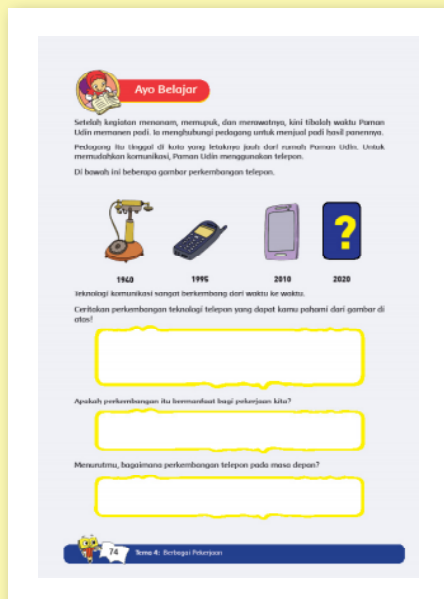 Ayo Belajar
Setelah kegiatan menanam, memupuk, dan merawatnya, kini tibalah waktu Paman
Udin memanen padi. Ia menghubungi pedagang untuk menjual padi hasil panennya.
Pedagang itu tinggal di kota yang letaknya jauh dari rumah Paman Udin. Untuk
memudahkan komunikasi, Paman Udin menggunakan telepon.
Di bawah ini beberapa gambar perkembangan telepon.
?
1940 1995 2010 2020
Teknologi komunikasi sangat berkembang dari waktu ke waktu.
Ceritakan perkembangan teknologi telepon yang dapat kamu pahami dari gambar di
atas!
Apakah perkembangan itu bermanfaat bagi pekerjaan kita?
Menurutmu, bagaimana perkembangan telepon pada masa depan?
74 Tema 4: Berbagai Pekerjaan